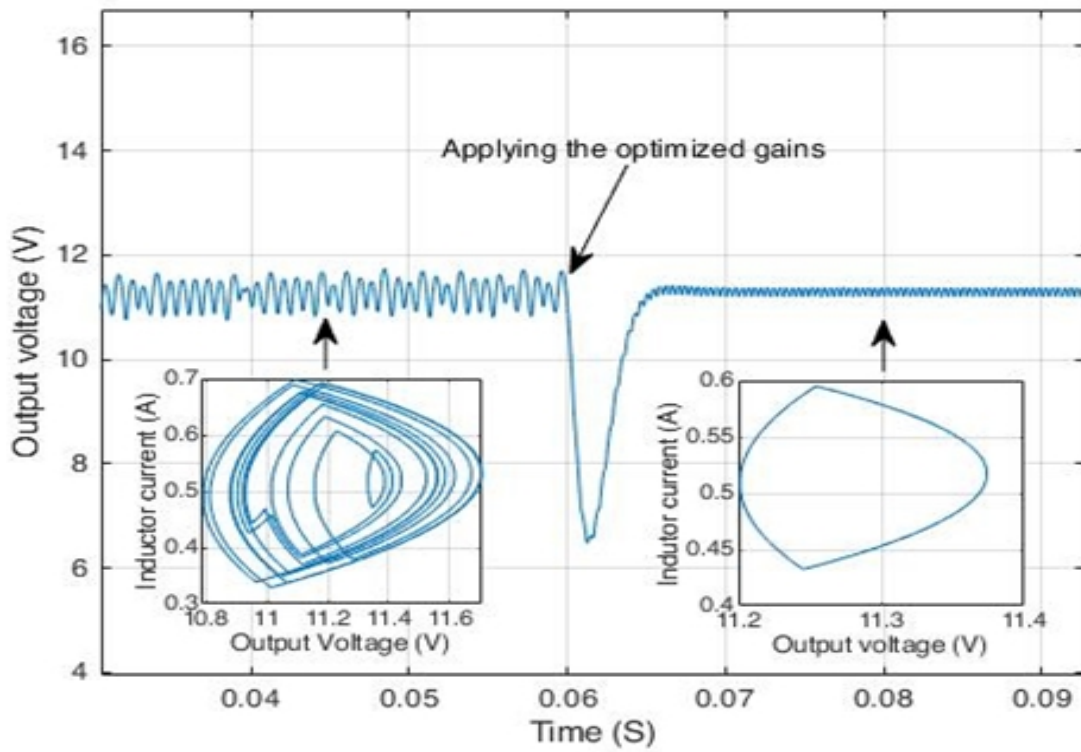 16
14
12
10
8
6
4
Output voltage (V)
Applying the optimized gains
0.7
0.6
0.5
0.4
0.3
Inductor current (A)
10.8 11 11.2 11.4 11.6
Output Voltage (V)
0.6
0.55
0.5
0.45
0.4
Indutor current (A)
11.2 11.3 11.4
Output voltage (V)
0.04 0.05 0.06 0.07 0.08 0.09
Time (S)